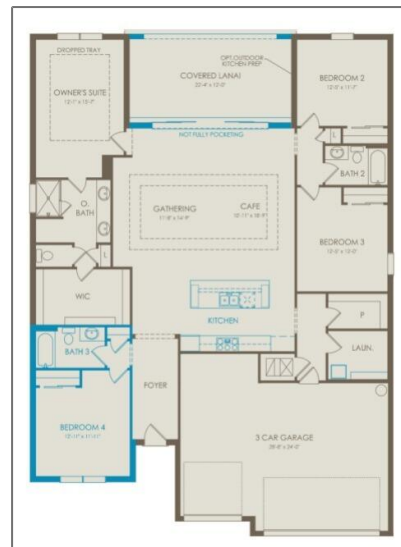 DROPPED TRAY
OWNER'S SUITE
COVERED LANAI
OPT. OUTDOOR
KITCHEN PREP
BEDROOM 2
NOT FULLY POCKETING
L
BATH 2
O.
BATH
GATHERING
CAFE
BEDROOM 3
L
WIC
KITCHEN
P
BATH 3
LAUN.
FOYER
BEDROOM 4
3 CAR GARAGE